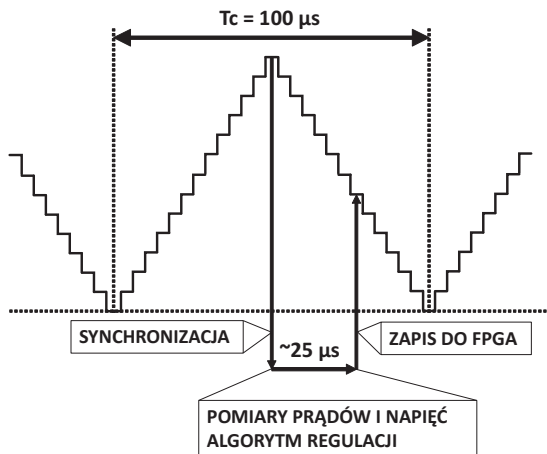 Tc = 100 µs
SYNCHRONIZACJA
~25 µs
ZAPIS DO FPGA
POMIARY PRĄDÓW I NAPIĘĆ
ALGORYTM REGULACJI